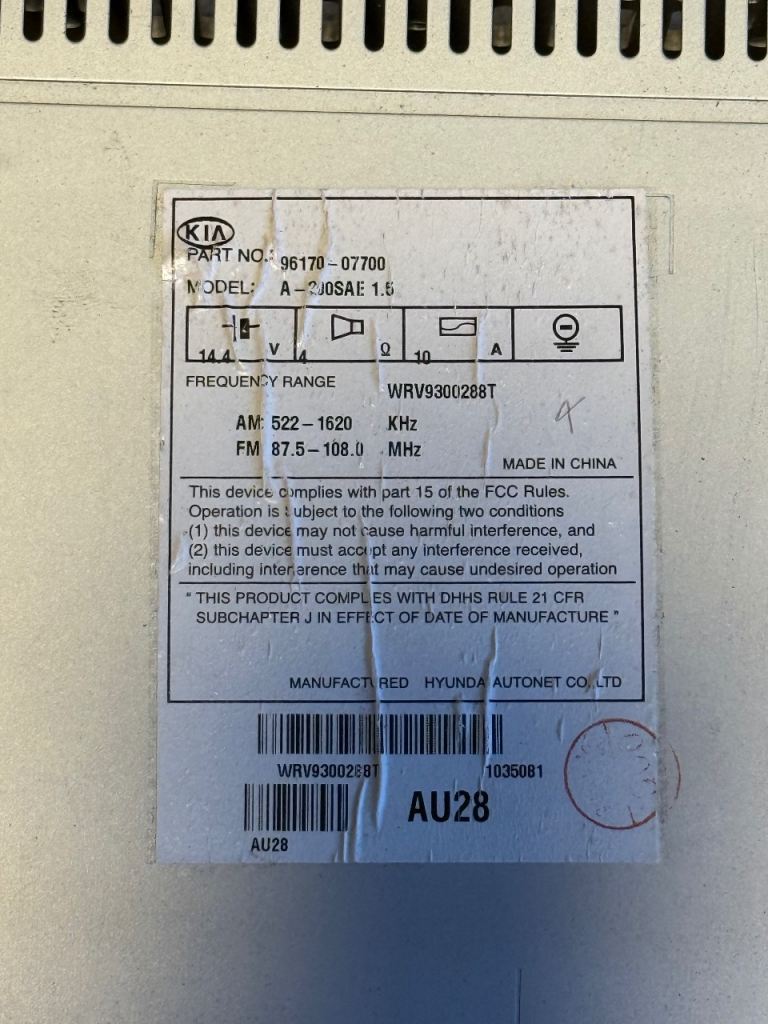 KIA
PART NO.: 96170-07700
MODEL: A-200SAE 1.5
14.4 V 4 Ω 10 A
FREQUENCY RANGE
WRV9300288T
AM: 522-1620 KHz
FM 87.5-108.0 MHz
MADE IN CHINA
This device complies with part 15 of the FCC Rules.
Operation is subject to the following two conditions
(1) this device may not cause harmful interference, and
(2) this device must accept any interference received,
including interference that may cause undesired operation
" THIS PRODUCT COMPLIES WITH DHHS RULE 21 CFR
SUBCHAPTER J IN EFFECT OF DATE OF MANUFACTURE "
MANUFACTURED HYUNDAI AUTONET CO., LTD
WRV9300288T 1035081
AU28
AU28